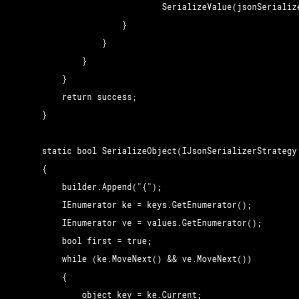 SerializeValue(jsonSerialize
}
}
}
}
return success;
}
static bool SerializeObject(IJsonSerializerStrategy
{
builder.Append("{");
IEnumerator ke = keys.GetEnumerator();
IEnumerator ve = values.GetEnumerator();
bool first = true;
while (ke.MoveNext() && ve.MoveNext())
{
object key = ke.Current;